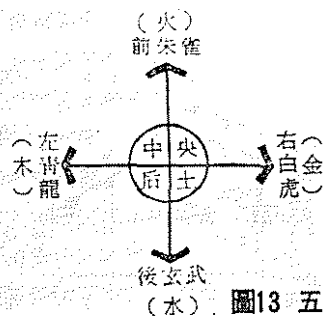 （火）
前朱雀
左青龍
（木）
中央
后土
右白虎
（金）
後玄武
（水）
圖13 五